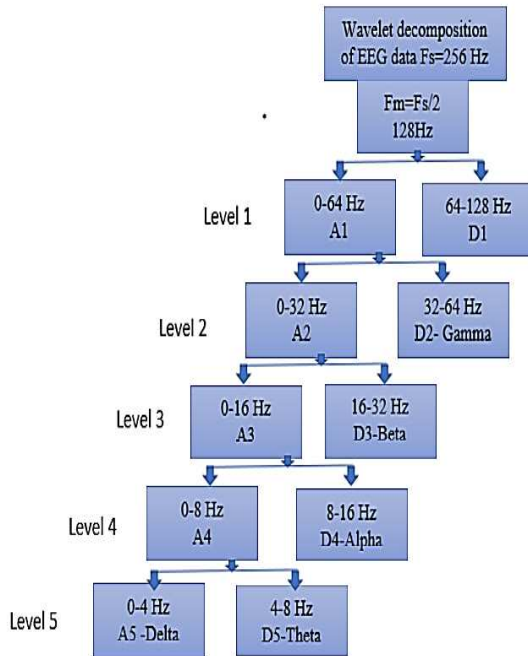 Wavelet decomposition
of EEG data Fs=256 Hz
Fm=Fs/2
128Hz
Level 1
0-64 Hz
A1
64-128 Hz
D1
Level 2
0-32 Hz
A2
32-64 Hz
D2- Gamma
Level 3
0-16 Hz
A3
16-32 Hz
D3-Beta
Level 4
0-8 Hz
A4
8-16 Hz
D4-Alpha
Level 5
0-4 Hz
A5 -Delta
4-8 Hz
D5-Theta